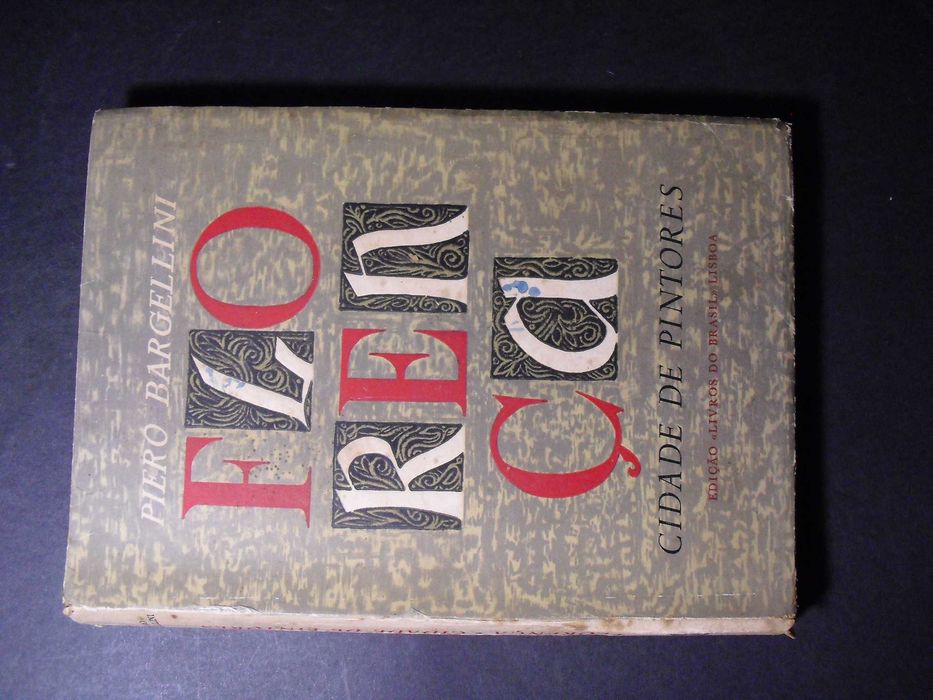 PIERO BARGELLINI
FLO
REN
ÇA
CIDADE DE PINTORES
EDIÇÃO «LIVROS DO BRASIL» LISBOA